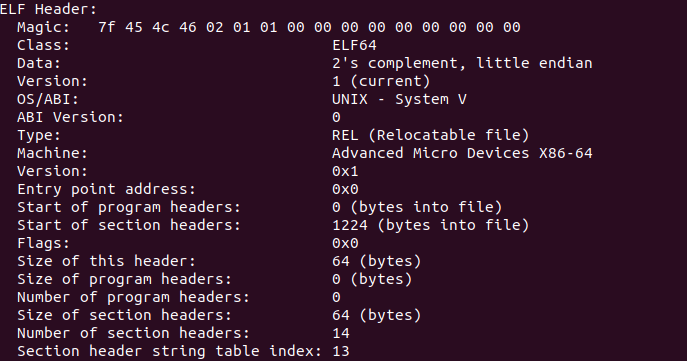 ELF Header:
  Magic:   7f 45 4c 46 02 01 01 00 00 00 00 00 00 00 00 00
  Class:                             ELF64
  Data:                              2's complement, little endian
  Version:                           1 (current)
  OS/ABI:                            UNIX - System V
  ABI Version:                       0
  Type:                              REL (Relocatable file)
  Machine:                           Advanced Micro Devices X86-64
  Version:                           0x1
  Entry point address:               0x0
  Start of program headers:          0 (bytes into file)
  Start of section headers:          1224 (bytes into file)
  Flags:                             0x0
  Size of this header:               64 (bytes)
  Size of program headers:           0 (bytes)
  Number of program headers:         0
  Size of section headers:           64 (bytes)
  Number of section headers:         14
  Section header string table index: 13